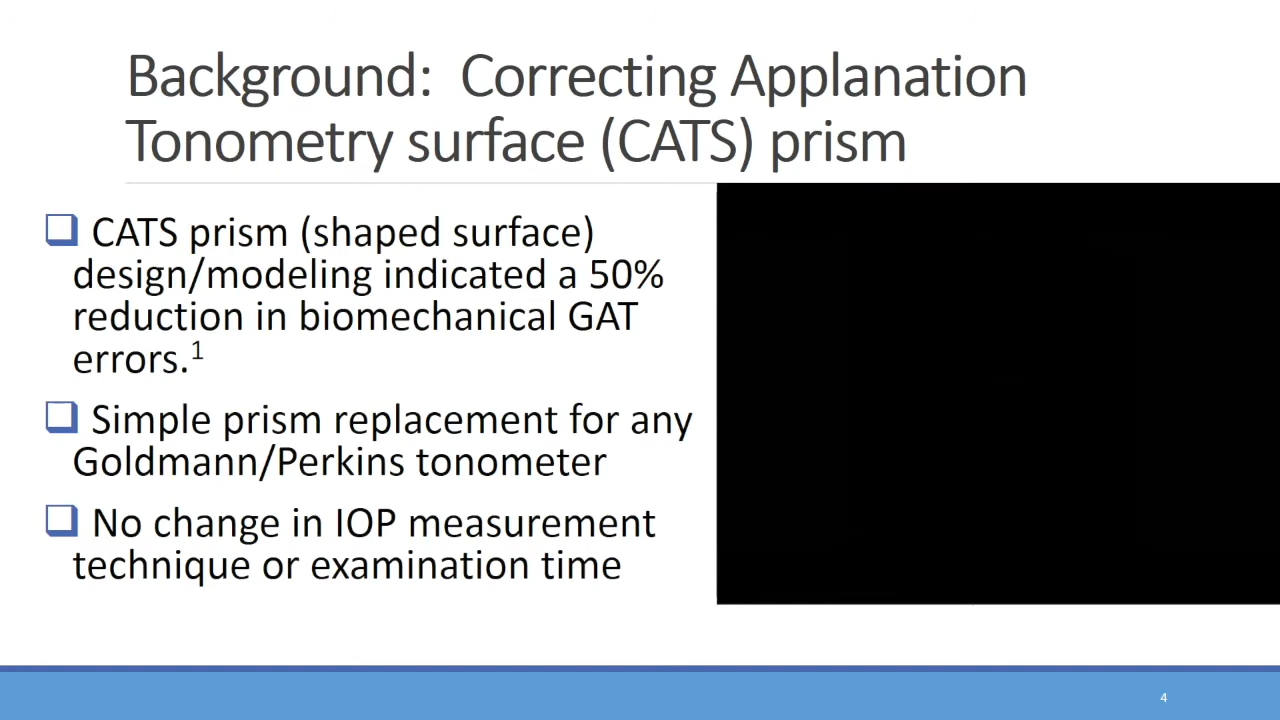 Background:  Correcting Applanation
Tonometry surface (CATS) prism
❑ CATS prism (shaped surface)
design/modeling indicated a 50%
reduction in biomechanical GAT
errors.¹
❑ Simple prism replacement for any
Goldmann/Perkins tonometer
❑ No change in IOP measurement
technique or examination time
4